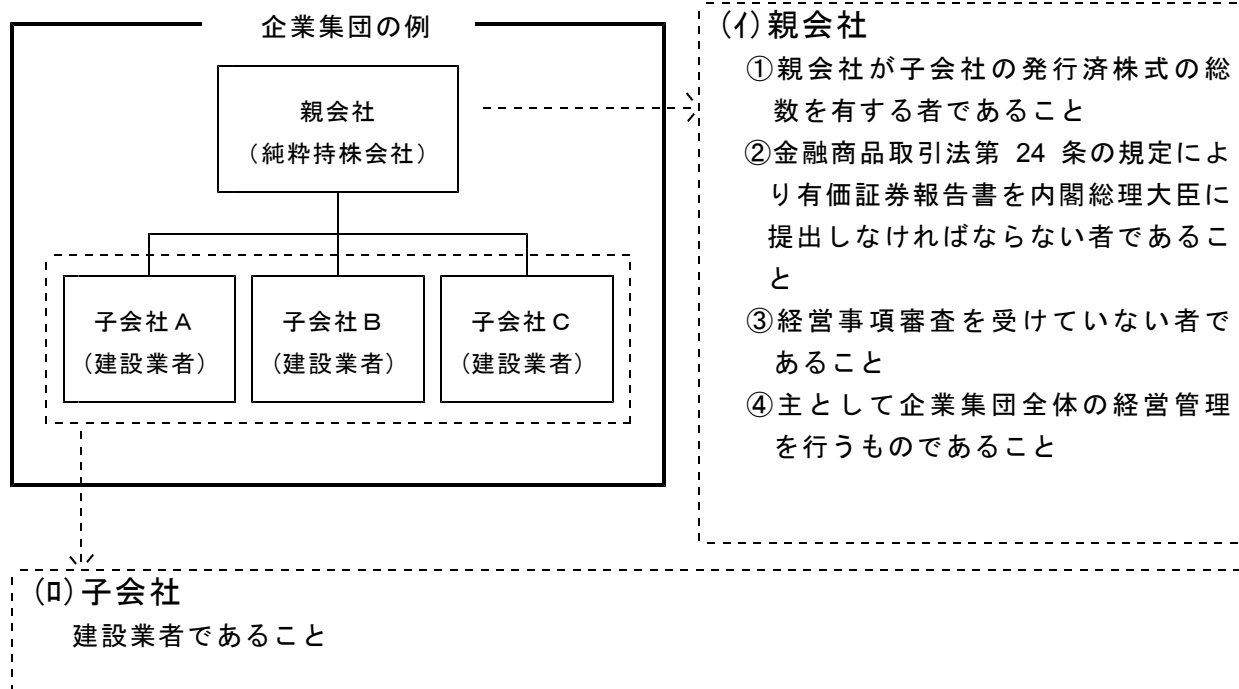 企業集団の例
親会社
（純粋持株会社）
子会社A
（建設業者）
子会社B
（建設業者）
子会社C
（建設業者）
(ｲ)親会社
①親会社が子会社の発行済株式の総
数を有する者であること
②金融商品取引法第 24 条の規定によ
り有価証券報告書を内閣総理大臣に
提出しなければならない者であるこ
と
③経営事項審査を受けていない者で
あること
④主として企業集団全体の経営管理
を行うものであること
(ﾛ)子会社
建設業者であること